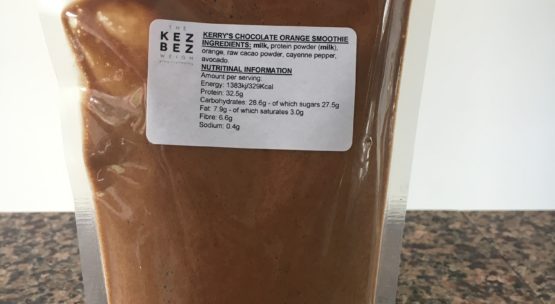 THE
KEZ
BEZ
WEIGH
KERRY'S CHOCOLATE ORANGE SMOOTHIE
INGREDIENTS: milk, protein powder (milk),
orange, raw cacao powder, cayenne pepper,
avocado.
NUTRITINAL INFORMATION
Amount per serving:
Energy: 1383kj/329Kcal
Protein: 32.5g
Carbohydrates: 28.6g - of which sugars 27.5g
Fat: 7.9g - of which saturates 3.0g
Fibre: 6.6g
Sodium: 0.4g